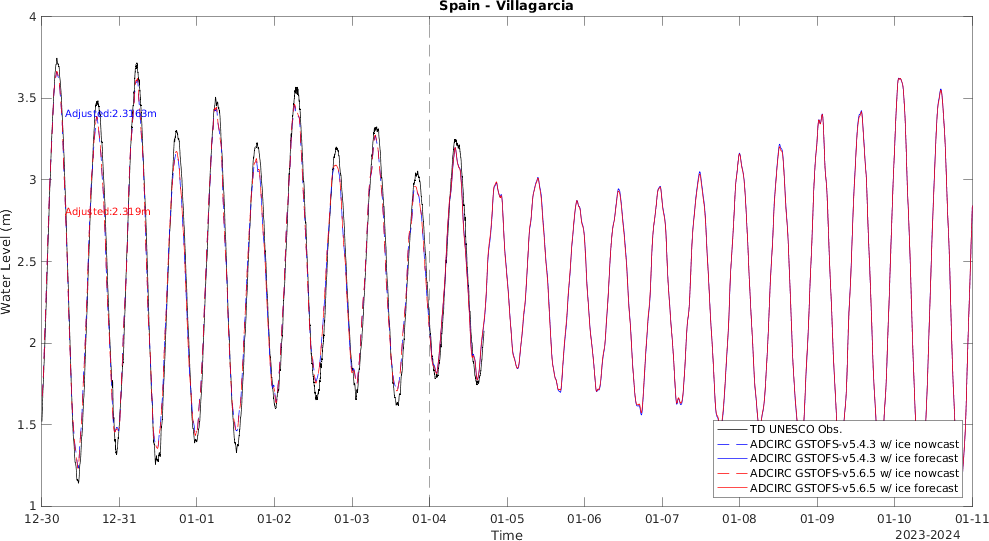 Spain - Villagarcia
4
3.5
3
2.5
2
1.5
1
Water Level (m)
Adjusted:2.3163m
Adjusted:2.319m
TD UNESCO Obs.
ADCIRC GSTOFS-v5.4.3 w/ ice nowcast
ADCIRC GSTOFS-v5.4.3 w/ ice forecast
ADCIRC GSTOFS-v5.6.5 w/ ice nowcast
ADCIRC GSTOFS-v5.6.5 w/ ice forecast
12-30 12-31 01-01 01-02 01-03 01-04 01-05 01-06 01-07 01-08 01-09 01-10 01-11
Time
2023-2024